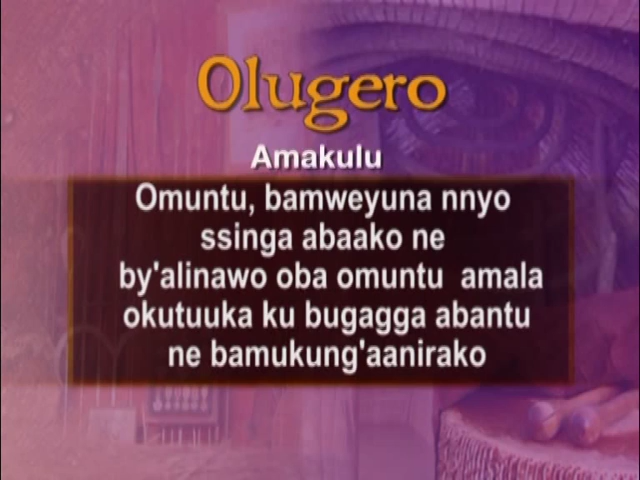 Olugero
Amakulu
Omuntu, bamweyuna nnyo
ssinga abaako ne
by'alinawo oba omuntu amala
okutuuka ku bugagga abantu
ne bamukung'aanirako